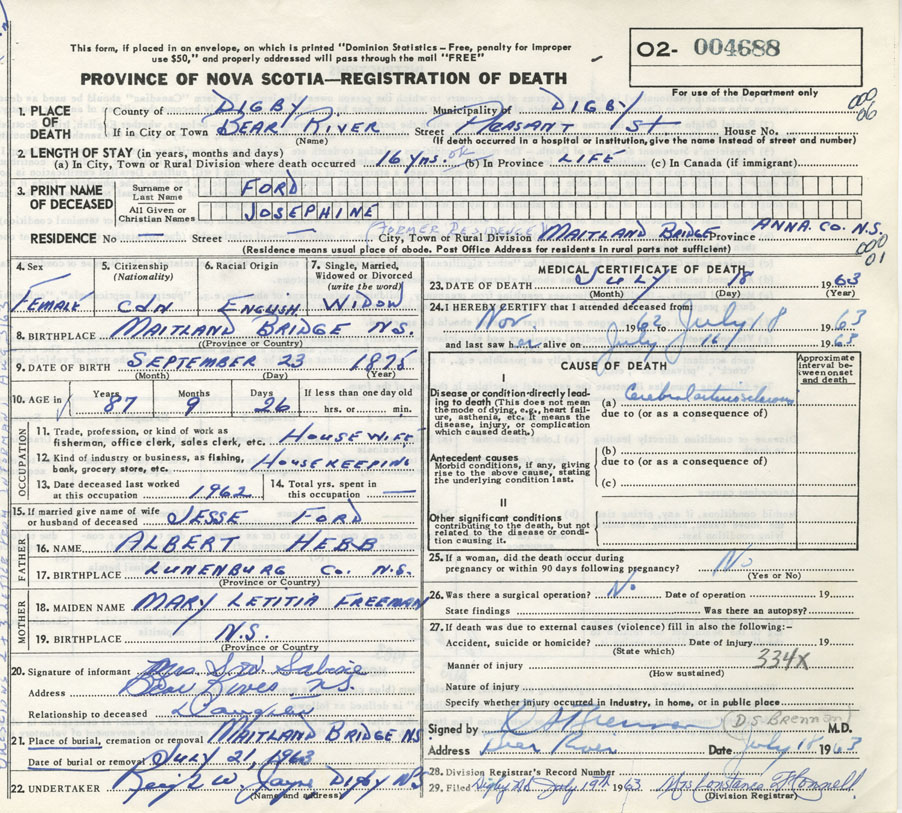 This form, if placed in an envelope, on which is printed "Dominion Statistics – Free, penalty for improper
use $50," and properly addressed will pass through the mail "FREE"
O2- 004688
PROVINCE OF NOVA SCOTIA—REGISTRATION OF DEATH
For use of the Department only
1. PLACE OF DEATH County of DIGBY Municipality of DIGBY
000 06
If in City or Town BEAR RIVER Street PLEASANT St House No.
(Name) (If death occurred in a hospital or institution, give the name instead of street and number)
2. LENGTH OF STAY (in years, months and days)
(a) In City, Town or Rural Division where death occurred 16 yrs. ok (b) In Province LIFE (c) In Canada (if immigrant)
3. PRINT NAME OF DECEASED Surname or Last Name FORD
All Given or Christian Names JOSEPHINE
(FORMER RESIDENCE)
RESIDENCE No — Street — City, Town or Rural Division MAITLAND BRIDGE Province ANNA. CO. N.S.
(Residence means usual place of abode. Post Office Address for residents in rural parts not sufficient)
000 01
4. Sex FEMALE
5. Citizenship (Nationality) CDN
6. Racial Origin ENGLISH
7. Single, Married, Widowed or Divorced (write the word) WIDOW
8. BIRTHPLACE MAITLAND BRIDGE N.S.
(Province or Country)
9. DATE OF BIRTH SEPTEMBER 23 1875
(Month) (Day) (Year)
10. AGE in Years 87 Months 9 Days 26 If less than one day old hrs. or min.
OCCUPATION
11. Trade, profession, or kind of work as fisherman, office clerk, sales clerk, etc. HOUSEWIFE
12. Kind of industry or business, as fishing, bank, grocery store, etc. HOUSEKEEPING
13. Date deceased last worked at this occupation 1962
14. Total yrs. spent in this occupation —
15. If married give name of wife or husband of deceased JESSE FORD
FATHER
16. NAME ALBERT HEBB
17. BIRTHPLACE LUNENBURG CO. N.S.
(Province or Country)
MOTHER
18. MAIDEN NAME MARY LETITIA FREEMAN
19. BIRTHPLACE N.S.
(Province or Country)
20. Signature of informant Mrs.
Address Bear River N.S.
Relationship to deceased Daughter
21. Place of burial, cremation or removal MAITLAND BRIDGE NS
Date of burial or removal JULY 21, 1963
22. UNDERTAKER W. Jayne DIGBY NS
(Name and address)
MEDICAL CERTIFICATE OF DEATH
23. DATE OF DEATH JULY 18 1963
(Month) (Day) (Year)
24. I HEREBY CERTIFY that I attended deceased from
Nov 1962 July 18 1963
and last saw her alive on July 16 1963
CAUSE OF DEATH
Approximate interval between onset and death
I
Disease or condition directly leading to death (This does not mean the mode of dying, e.g., heart failure, asthenia, etc. It means the disease, injury, or complication which caused death.)
(a) Cerebral arteriosclerosis
due to (or as a consequence of)
Antecedent causes
Morbid conditions, if any, giving rise to the above cause, stating the underlying condition last.
(b)
due to (or as a consequence of)
(c)
II
Other significant conditions contributing to the death, but not related to the disease or condition causing it.
25. If a woman, did the death occur during pregnancy or within 90 days following pregnancy? No
(Yes or No)
26. Was there a surgical operation? No Date of operation 19
State findings Was there an autopsy?
27. If death was due to external causes (violence) fill in also the following:-
Accident, suicide or homicide? Date of injury 19
(State which)
Manner of injury 334X
(How sustained)
Nature of injury
Specify whether injury occurred in industry, in home, or in public place
Signed by D S Brennan (D.S BRENNAN) M.D.
Address Bear River Date July 18 1963
28. Division Registrar's Record Number
29. Filed Digby N.S July 19th 1963 Mrs Constance O'Connell
(Division Registrar)